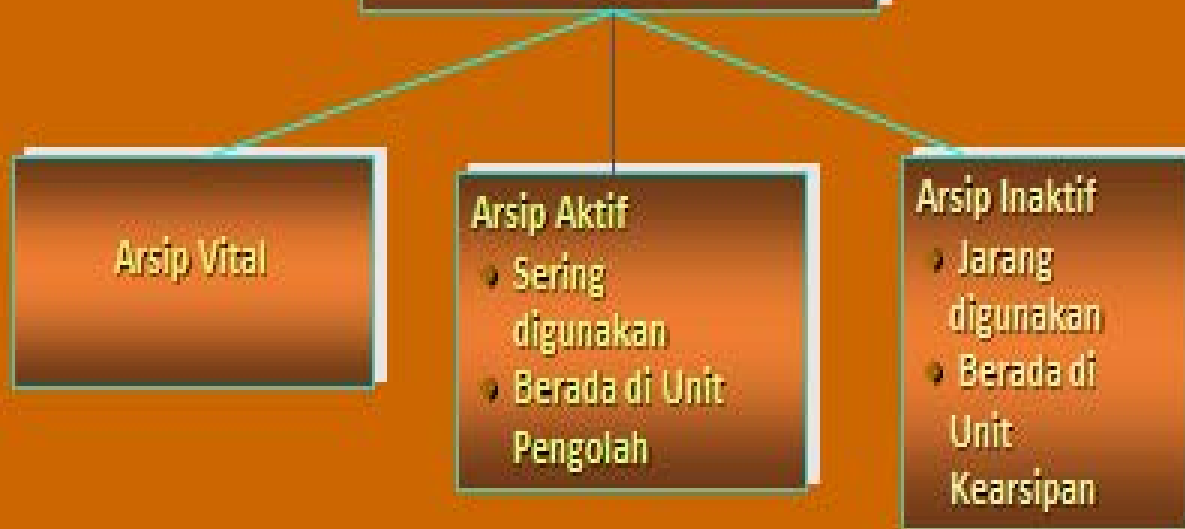 Arsip Vital
Arsip Aktif
Sering
digunakan
Berada di Unit
Pengolah
Arsip Inaktif
Jarang
digunakan
Berada di
Unit
Kearsipan